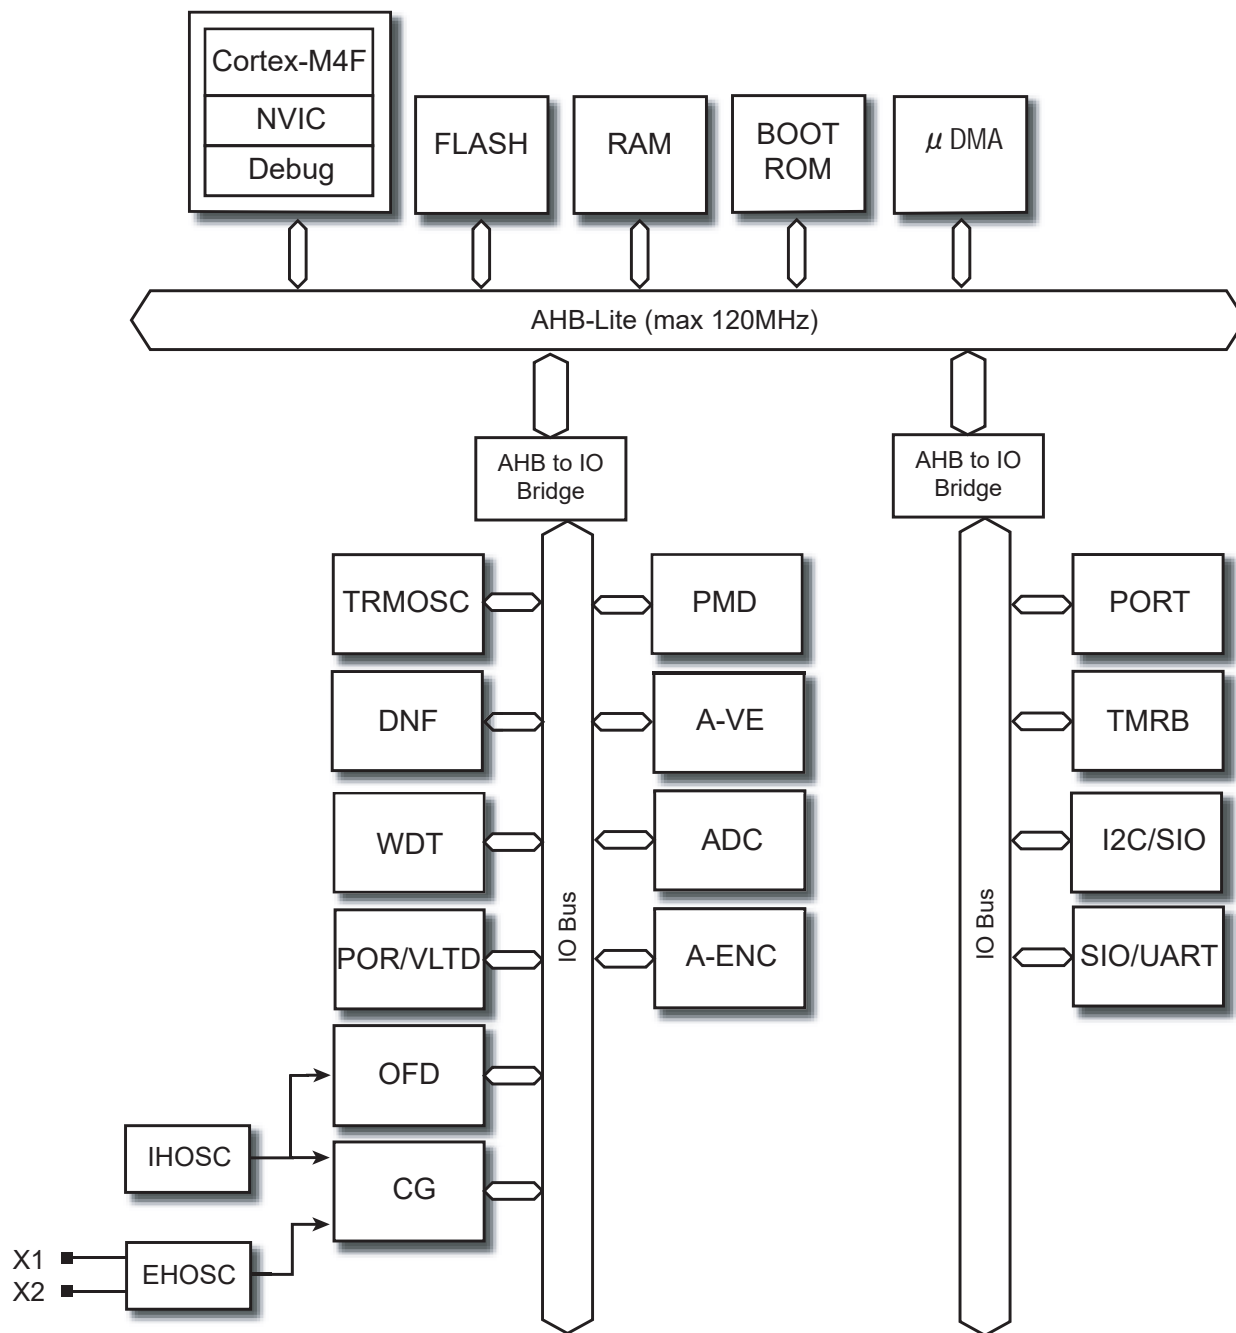 Cortex-M4F
NVIC
Debug
FLASH
RAM
BOOT
ROM
μ DMA
AHB-Lite (max 120MHz)
AHB to IO
Bridge
AHB to IO
Bridge
TRMOSC
PMD
PORT
DNF
A-VE
TMRB
WDT
ADC
I2C/SIO
IO Bus
IO Bus
POR/VLTD
A-ENC
SIO/UART
OFD
IHOSC
CG
X1
X2
EHOSC